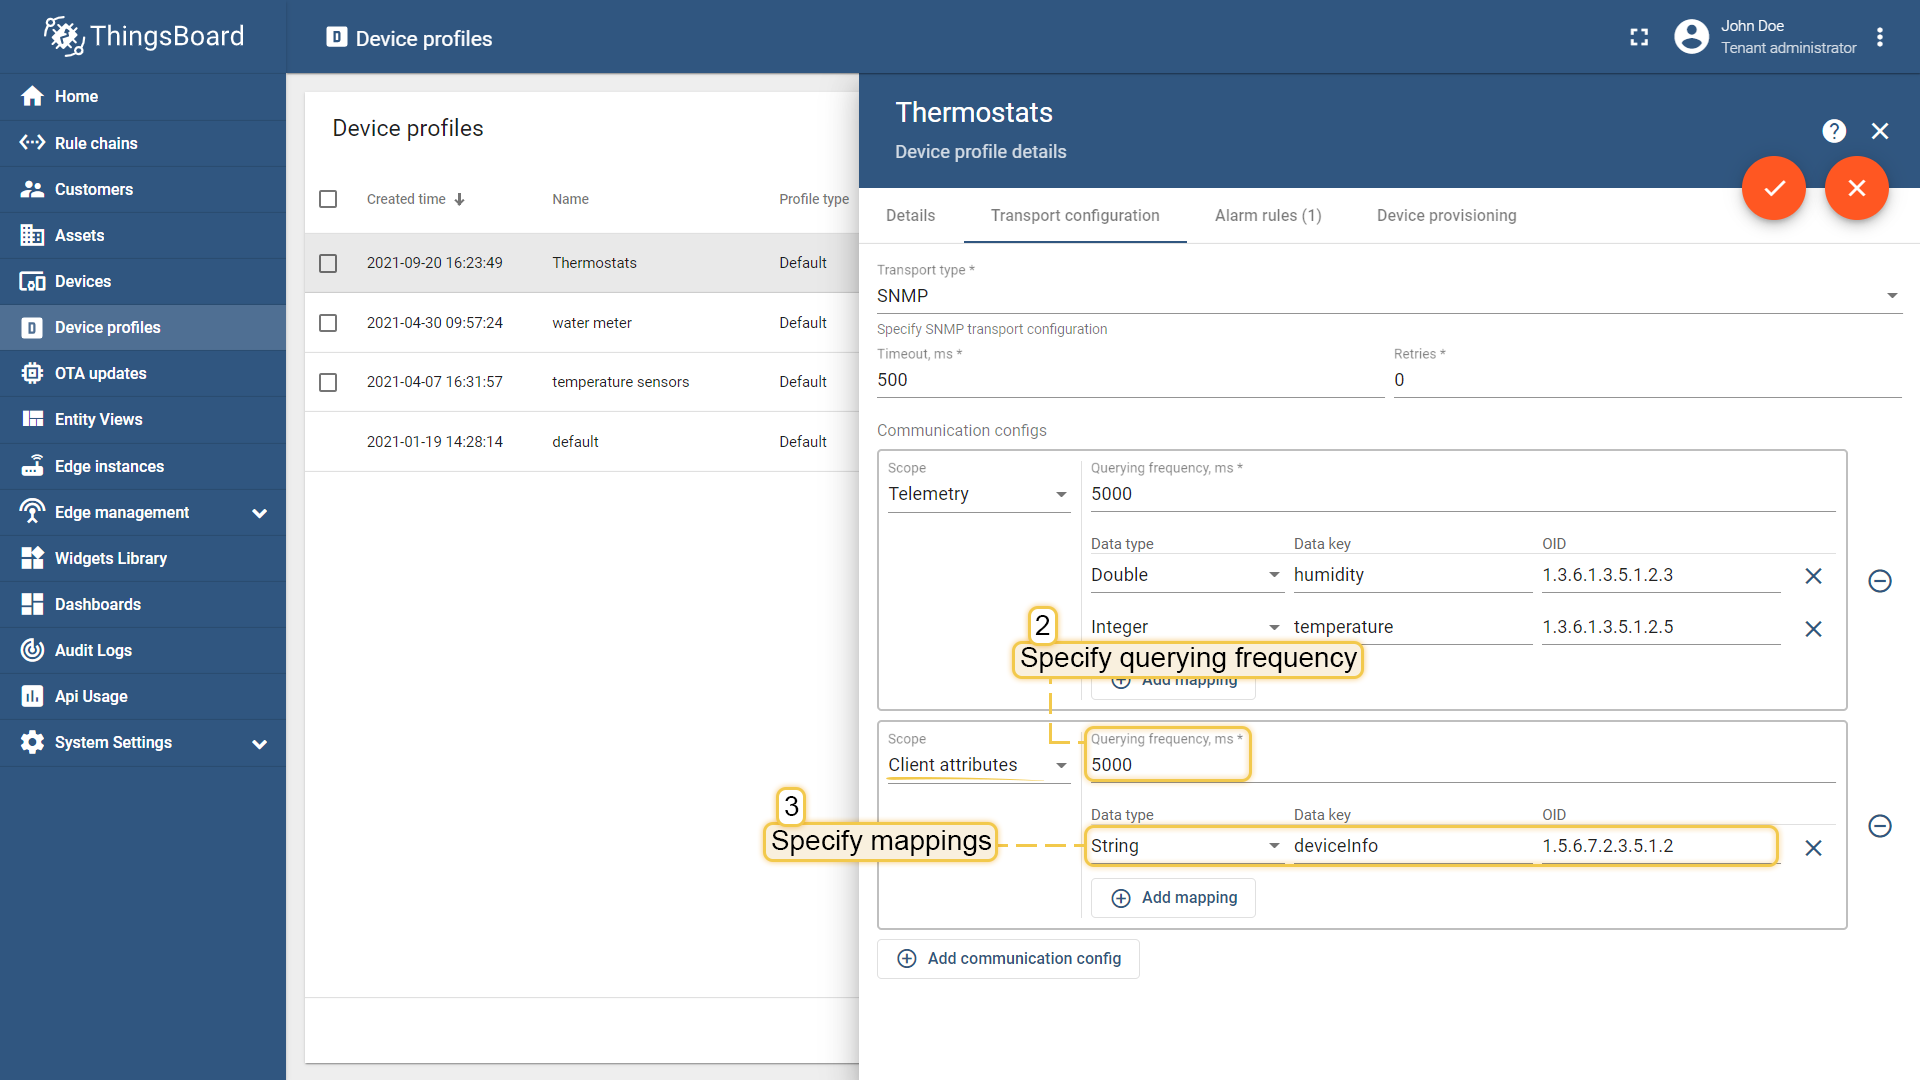 ThingsBoard
Device profiles
John Doe
Tenant administrator
Home
Rule chains
Customers
Assets
Devices
Device profiles
OTA updates
Entity Views
Edge instances
Edge management
Widgets Library
Dashboards
Audit Logs
Api Usage
System Settings
Device profiles
Created time Name Profile type
2021-09-20 16:23:49 Thermostats Default
2021-04-30 09:57:24 water meter Default
2021-04-07 16:31:57 temperature sensors Default
2021-01-19 14:28:14 default Default
Thermostats
Device profile details
Details Transport configuration Alarm rules (1) Device provisioning
Transport type *
SNMP
Specify SNMP transport configuration
Timeout, ms * Retries *
500 0
Communication configs
Scope Querying frequency, ms *
Telemetry 5000
Data type Data key OID
Double humidity 1.3.6.1.3.5.1.2.3
Integer temperature 1.3.6.1.3.5.1.2.5
2
Specify querying frequency
Add mapping
Scope Querying frequency, ms *
Client attributes 5000
3
Specify mappings
Data type Data key OID
String deviceInfo 1.5.6.7.2.3.5.1.2
Add mapping
Add communication config